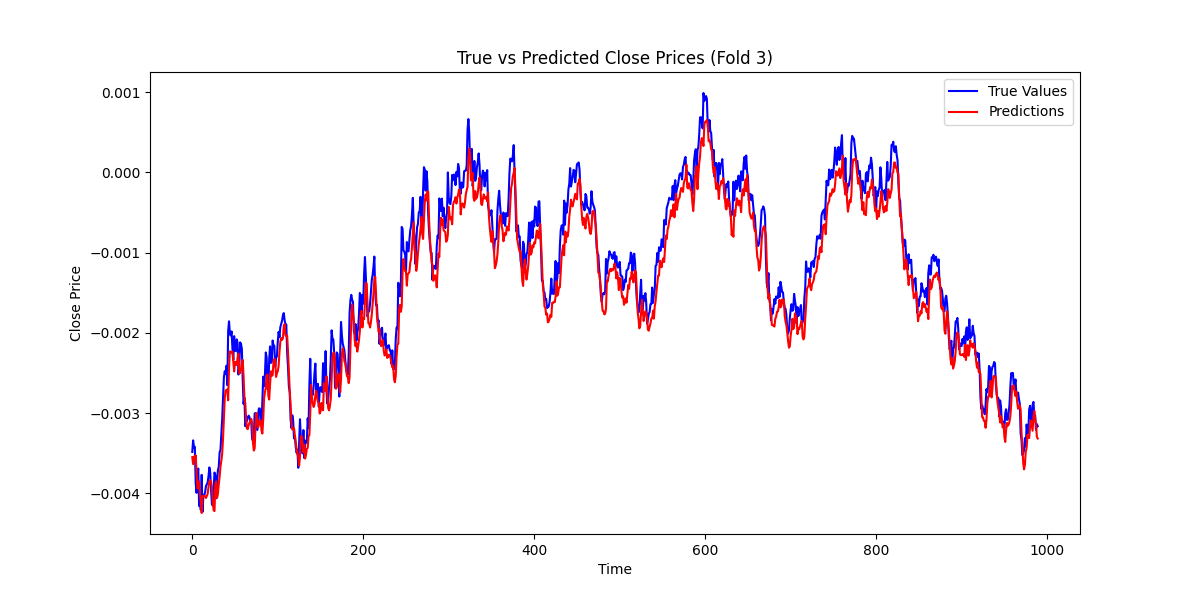 True vs Predicted Close Prices (Fold 3)
True Values
Predictions
Close Price
0.001
0.000
−0.001
−0.002
−0.003
−0.004
0 200 400 600 800 1000
Time